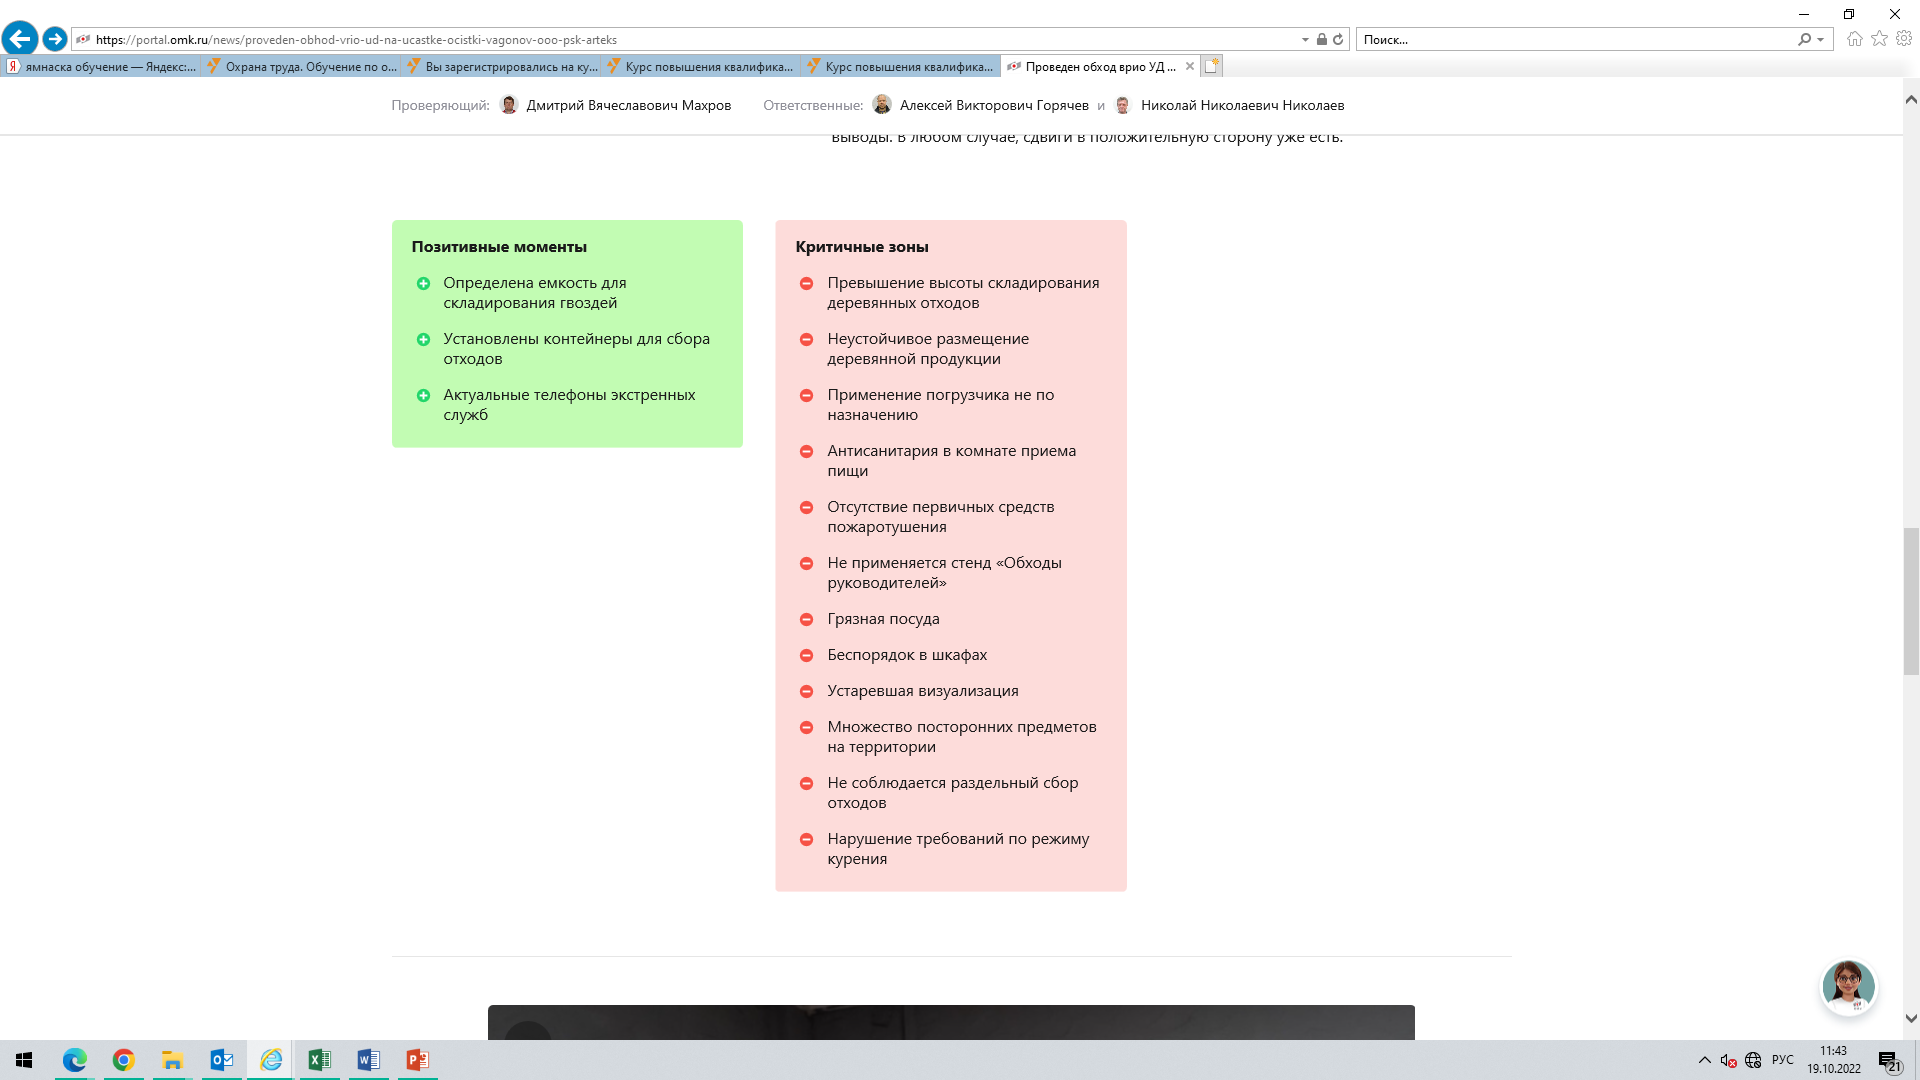 https://portal.omk.ru/news/proveden-obhod-vrio-ud-na-ucastke-ocistki-vagonov-ooo-psk-arteks
Поиск...
ямнаска обучение — Яндекс:...
Охрана труда. Обучение по о...
Вы зарегистрировались на ку...
Курс повышения квалифика...
Курс повышения квалифика...
Проведен обход врио УД ...
Проверяющий: Дмитрий Вячеславович Махров Ответственные: Алексей Викторович Горячев и Николай Николаевич Николаев
выводы. В любом случае, сдвиги в положительную сторону уже есть.
Позитивные моменты
Определена емкость для
складирования гвоздей
Установлены контейнеры для сбора
отходов
Актуальные телефоны экстренных
служб
Критичные зоны
Превышение высоты складирования
деревянных отходов
Неустойчивое размещение
деревянной продукции
Применение погрузчика не по
назначению
Антисанитария в комнате приема
пищи
Отсутствие первичных средств
пожаротушения
Не применяется стенд «Обходы
руководителей»
Грязная посуда
Беспорядок в шкафах
Устаревшая визуализация
Множество посторонних предметов
на территории
Не соблюдается раздельный сбор
отходов
Нарушение требований по режиму
курения
РУС
11:43
19.10.2022
21